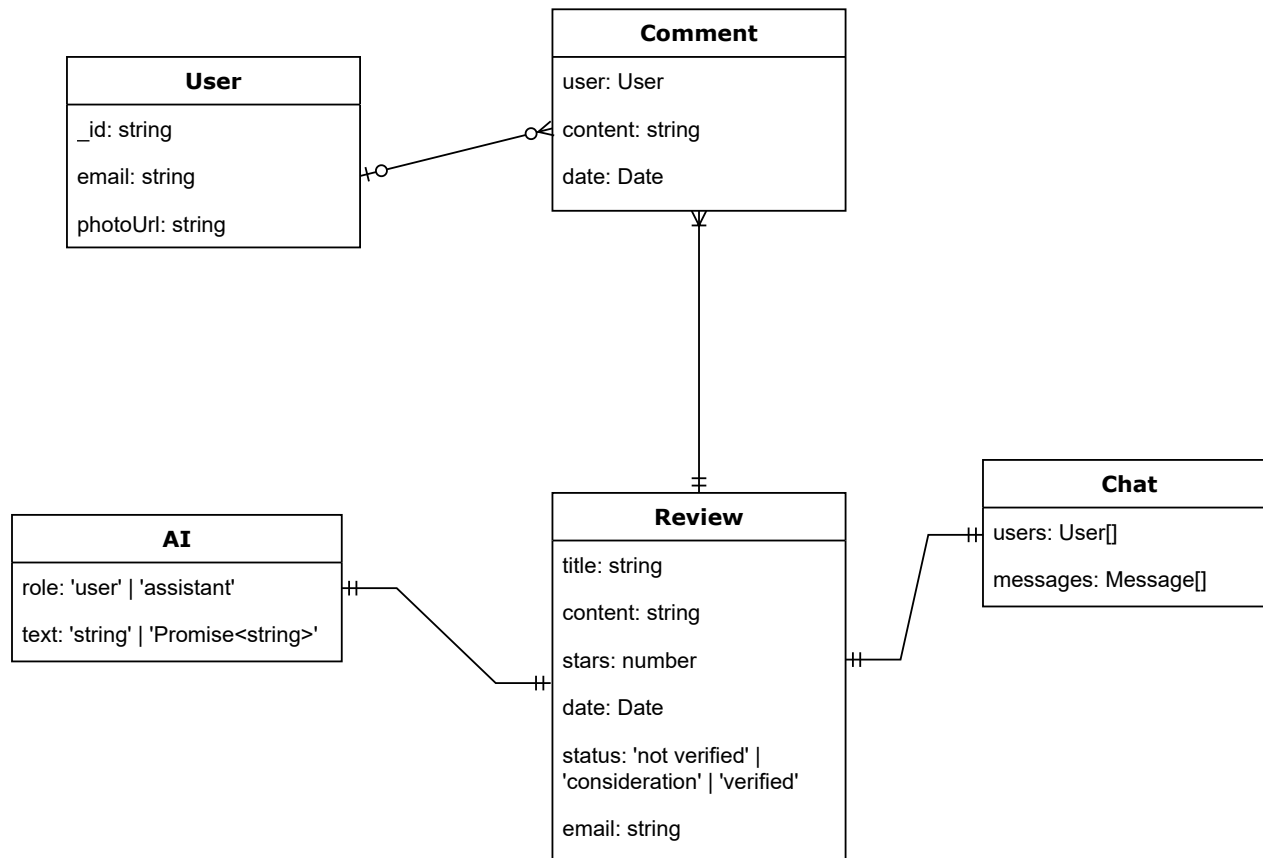 Comment
user: User
content: string
date: Date
User
_id: string
email: string
photoUrl: string
Chat
users: User[]
messages: Message[]
Review
title: string
content: string
stars: number
date: Date
status: 'not verified' |
'consideration' | 'verified'
email: string
AI
role: 'user' | 'assistant'
text: 'string' | 'Promise<string>'